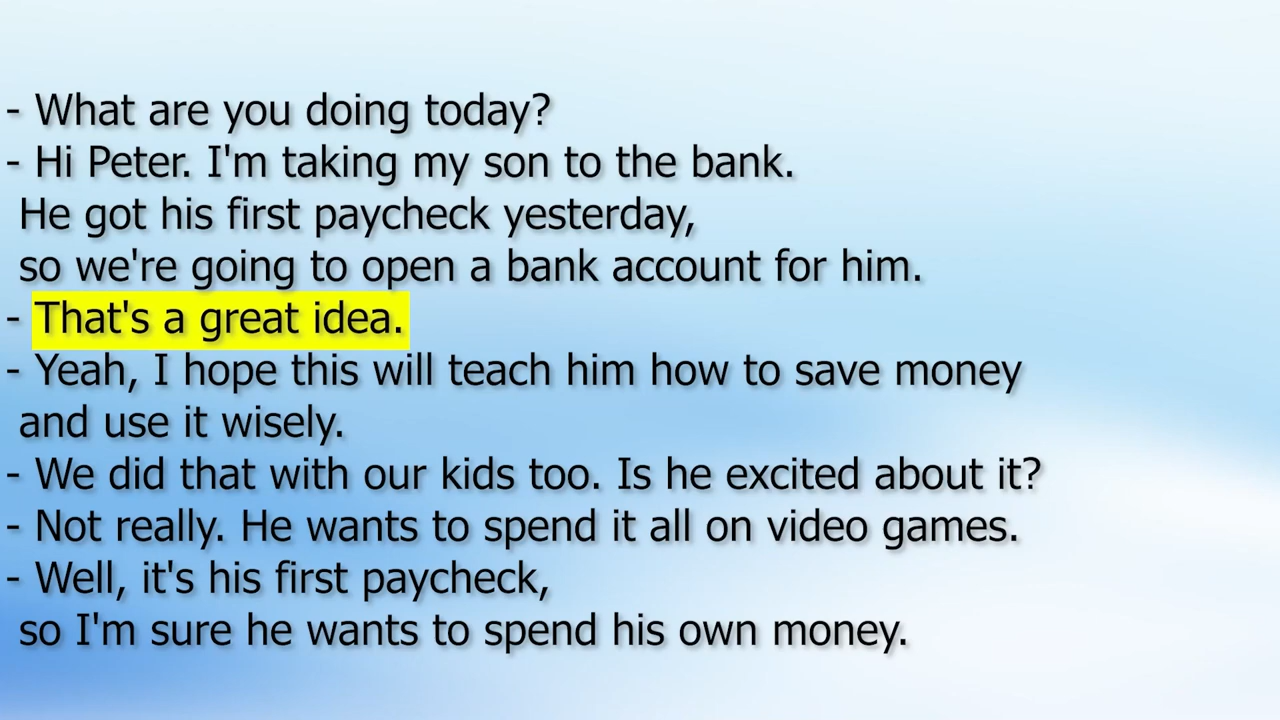 - What are you doing today?
- Hi Peter. I'm taking my son to the bank.
He got his first paycheck yesterday,
so we're going to open a bank account for him.
- That's a great idea.
- Yeah, I hope this will teach him how to save money
and use it wisely.
- We did that with our kids too. Is he excited about it?
- Not really. He wants to spend it all on video games.
- Well, it's his first paycheck,
so I'm sure he wants to spend his own money.